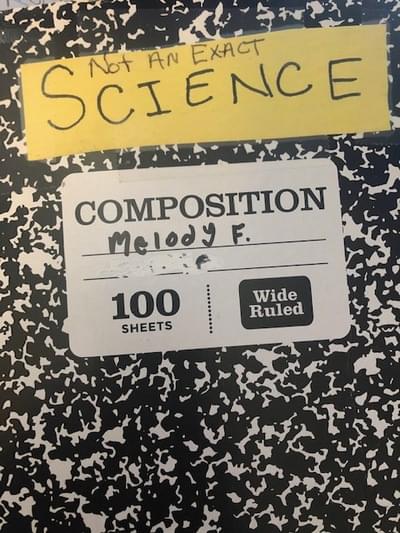 Not An Exact
Science
COMPOSITION
Melody F.
100
SHEETS
Wide
Ruled